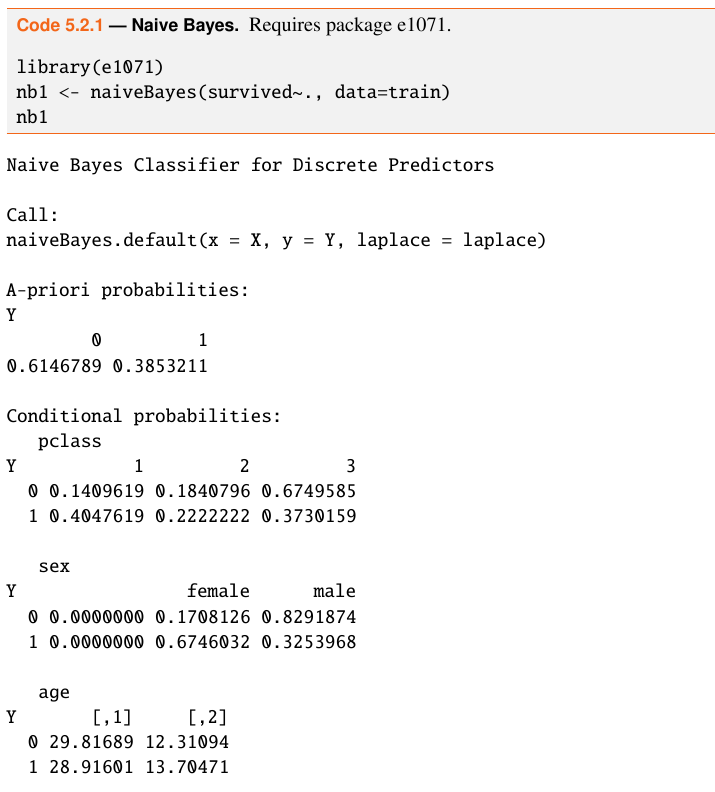 Code 5.2.1 — Naive Bayes. Requires package e1071.
library(e1071)
nb1 <- naiveBayes(survived~., data=train)
nb1
Naive Bayes Classifier for Discrete Predictors
Call:
naiveBayes.default(x = X, y = Y, laplace = laplace)
A-priori probabilities:
Y
        0         1
0.6146789 0.3853211
Conditional probabilities:
   pclass
Y           1         2         3
  0 0.1409619 0.1840796 0.6749585
  1 0.4047619 0.2222222 0.3730159
   sex
Y                female      male
  0 0.0000000 0.1708126 0.8291874
  1 0.0000000 0.6746032 0.3253968
   age
Y       [,1]     [,2]
  0 29.81689 12.31094
  1 28.91601 13.70471